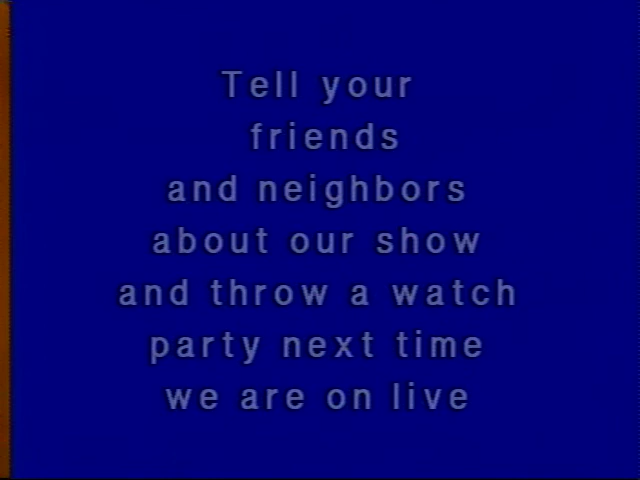 Tell your
friends
and neighbors
about our show
and throw a watch
party next time
we are on live